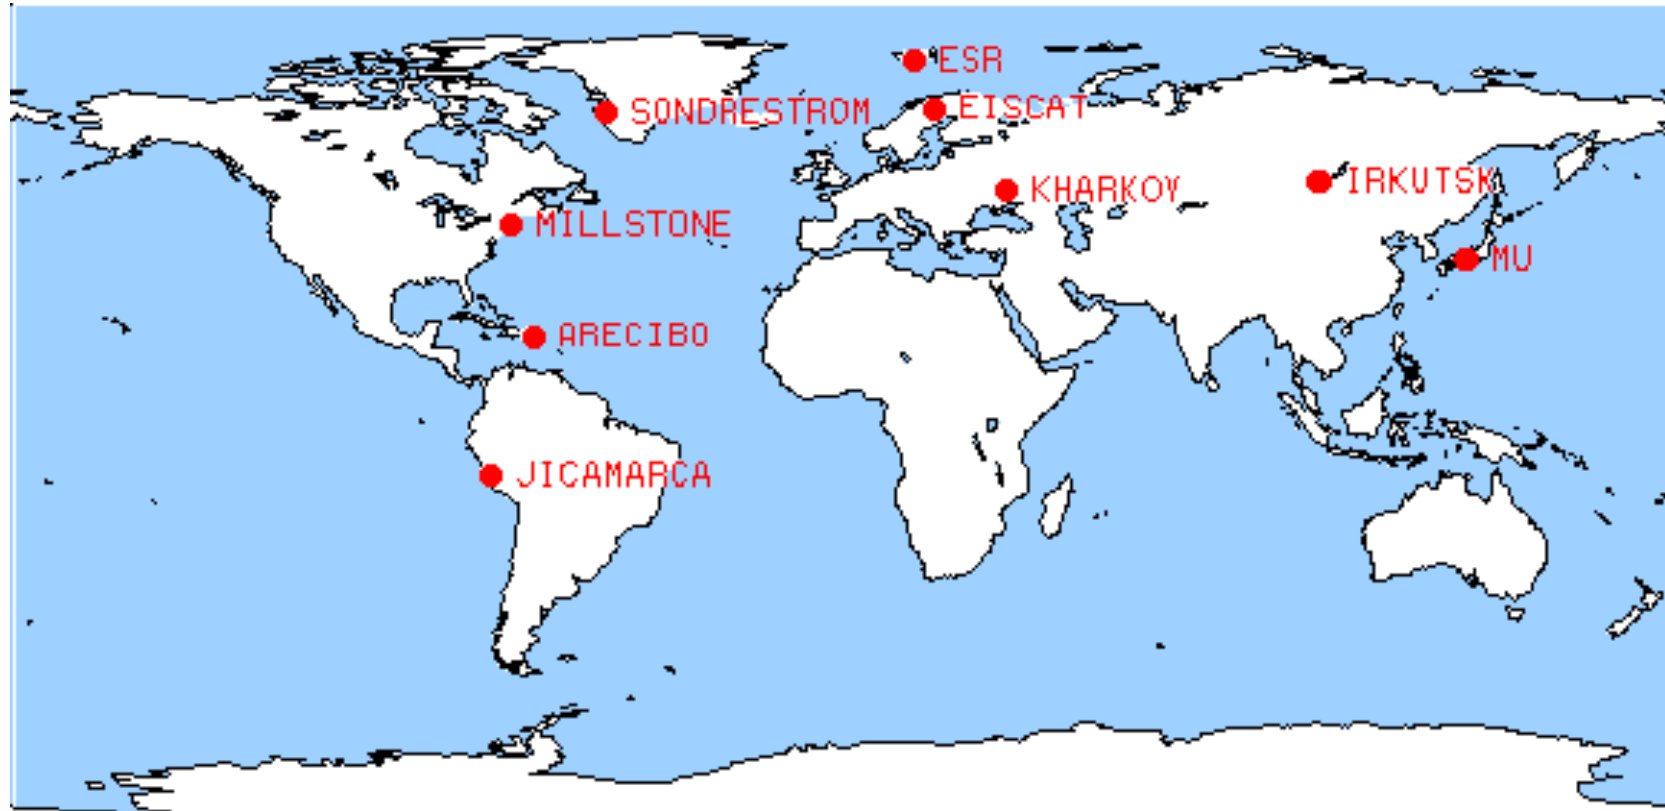 ESR
SONDRESTROM
EISCAT
KHARKOV
IRKUTSK
MILLSTONE
MU
ARECIBO
JICAMARCA